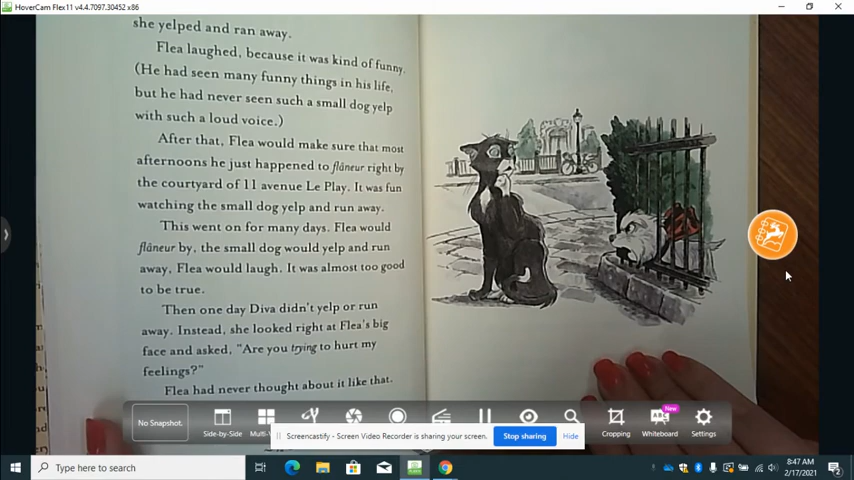 HoverCam Flex11 v4.4.7097.30452 x86
she yelped and ran away.
Flea laughed, because it was kind of funny.
(He had seen many funny things in his life,
but he had never seen such a small dog yelp
with such a loud voice.)
After that, Flea would make sure that most
afternoons he just happened to flâneur right by
the courtyard of 11 avenue Le Play. It was fun
watching the small dog yelp and run away.
This went on for many days. Flea would
flâneur by, the small dog would yelp and run
away, Flea would laugh. It was almost too good
to be true.
Then one day Diva didn't yelp or run
away. Instead, she looked right at Flea's big
face and asked, "Are you trying to hurt my
feelings?"
Flea had never thought about it like that.
No Snapshot.
Side-by-Side
Multi-
New
Cropping
Whiteboard
Settings
Screencastify - Screen Video Recorder is sharing your screen.
Stop sharing
Hide
Type here to search
8:47 AM
2/17/2021
2